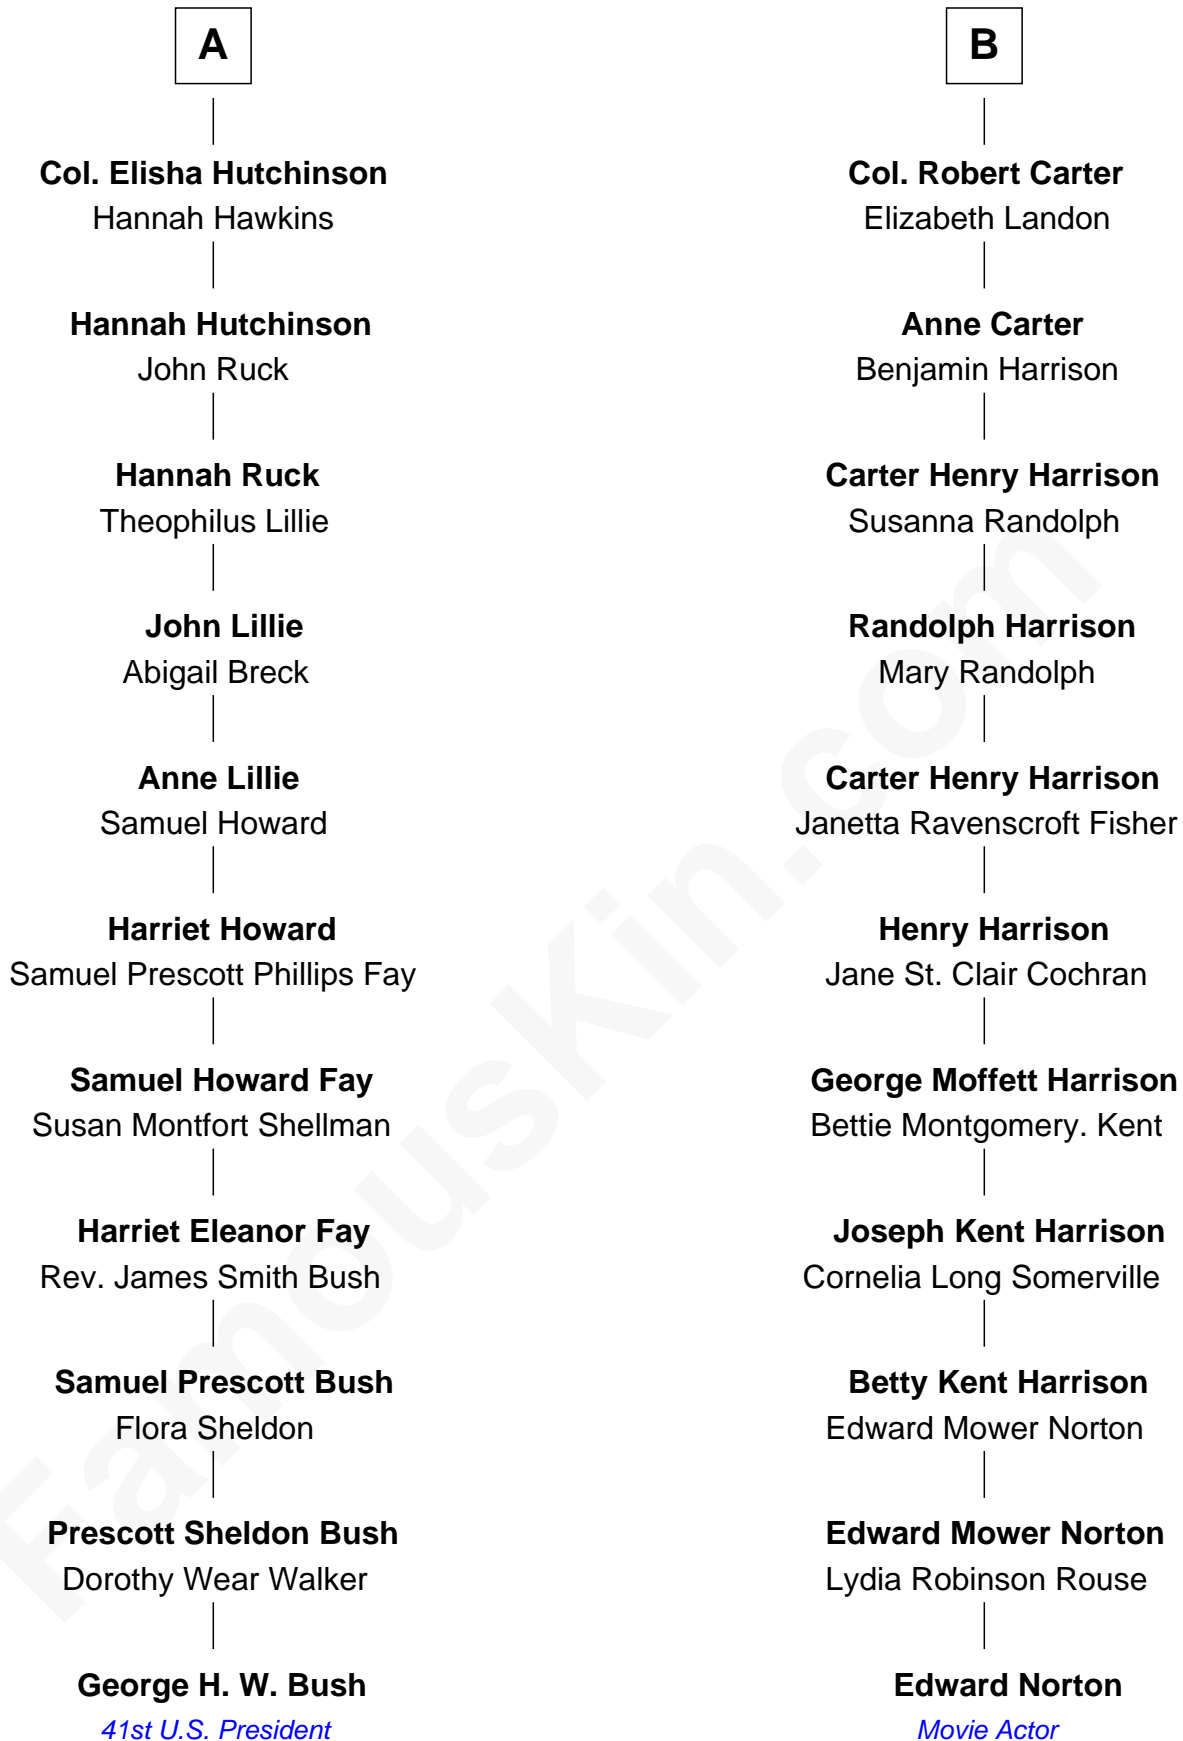 A
Col. Elisha Hutchinson
Hannah Hawkins
Hannah Hutchinson
John Ruck
Hannah Ruck
Theophilus Lillie
John Lillie
Abigail Breck
Anne Lillie
Samuel Howard
Harriet Howard
Samuel Prescott Phillips Fay
Samuel Howard Fay
Susan Montfort Shellman
Harriet Eleanor Fay
Rev. James Smith Bush
Samuel Prescott Bush
Flora Sheldon
Prescott Sheldon Bush
Dorothy Wear Walker
George H. W. Bush
41st U.S. President
B
Col. Robert Carter
Elizabeth Landon
Anne Carter
Benjamin Harrison
Carter Henry Harrison
Susanna Randolph
Randolph Harrison
Mary Randolph
Carter Henry Harrison
Janetta Ravenscroft Fisher
Henry Harrison
Jane St. Clair Cochran
George Moffett Harrison
Bettie Montgomery. Kent
Joseph Kent Harrison
Cornelia Long Somerville
Betty Kent Harrison
Edward Mower Norton
Edward Mower Norton
Lydia Robinson Rouse
Edward Norton
Movie Actor
FamousKin.com